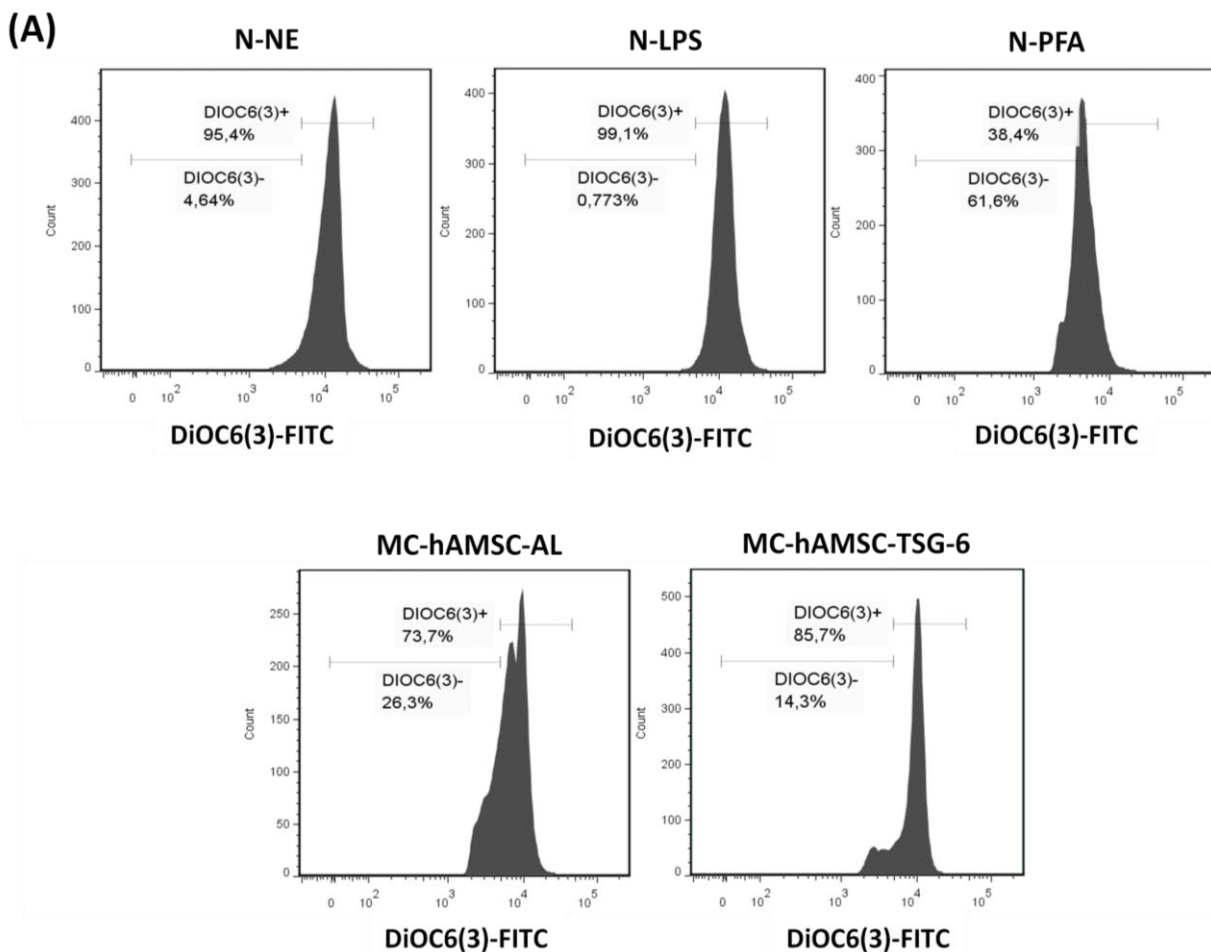 (A)
N-NE
N-LPS
N-PFA
400
300
200
100
0
Count
DIOC6(3)+
95,4%
DIOC6(3)-
4,64%
0 10^2 10^3 10^4 10^5
DiOC6(3)-FITC
400
300
200
100
0
Count
DIOC6(3)+
99,1%
DIOC6(3)-
0,773%
0 10^2 10^3 10^4 10^5
DiOC6(3)-FITC
400
300
200
100
0
Count
DIOC6(3)+
38,4%
DIOC6(3)-
61,6%
0 10^2 10^3 10^4 10^5
DiOC6(3)-FITC
MC-hAMSC-AL
MC-hAMSC-TSG-6
250
200
150
100
50
0
Count
DIOC6(3)+
73,7%
DIOC6(3)-
26,3%
0 10^2 10^3 10^4 10^5
DiOC6(3)-FITC
500
400
300
200
100
0
Count
DIOC6(3)+
85,7%
DIOC6(3)-
14,3%
0 10^2 10^3 10^4 10^5
DiOC6(3)-FITC